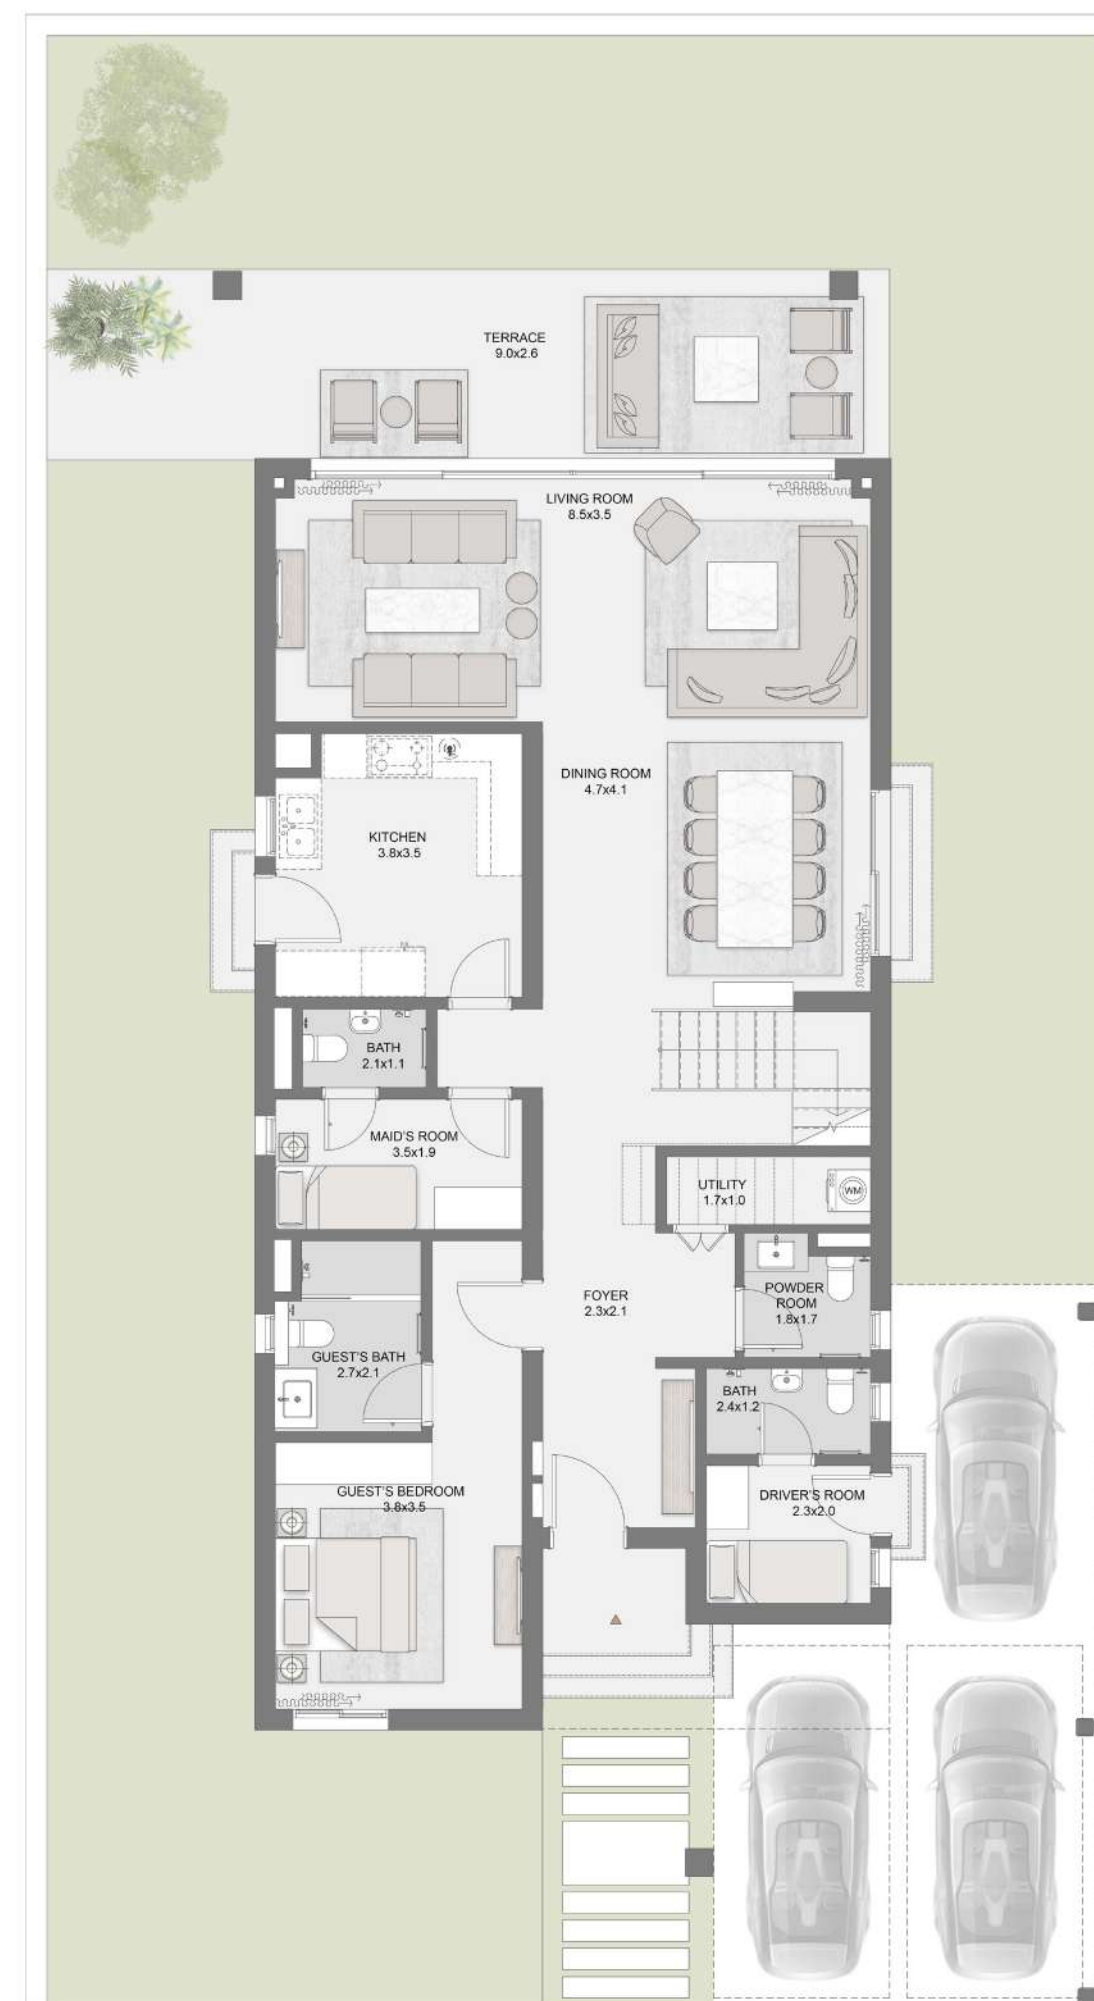 TERRACE
9.0x2.6
LIVING ROOM
8.5x3.5
DINING ROOM
4.7x4.1
KITCHEN
3.8x3.5
BATH
2.1x1.1
MAID'S ROOM
3.5x1.9
UTILITY
1.7x1.0
WM
FOYER
2.3x2.1
POWDER
ROOM
1.8x1.7
GUEST'S BATH
2.7x2.1
BATH
2.4x1.2
GUEST'S BEDROOM
3.8x3.5
DRIVER'S ROOM
2.3x2.0